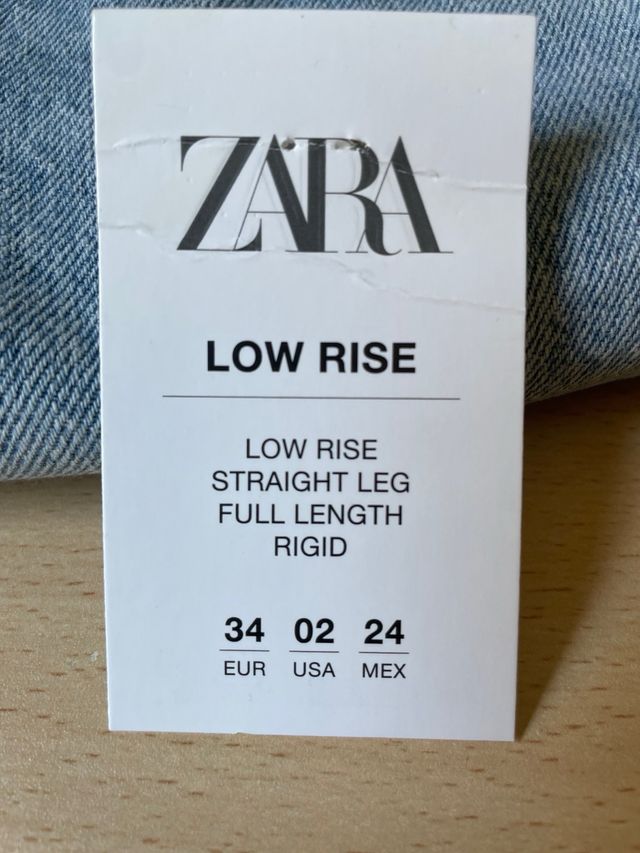 ZARA
LOW RISE
LOW RISE
STRAIGHT LEG
FULL LENGTH
RIGID
34 02 24
EUR USA MEX